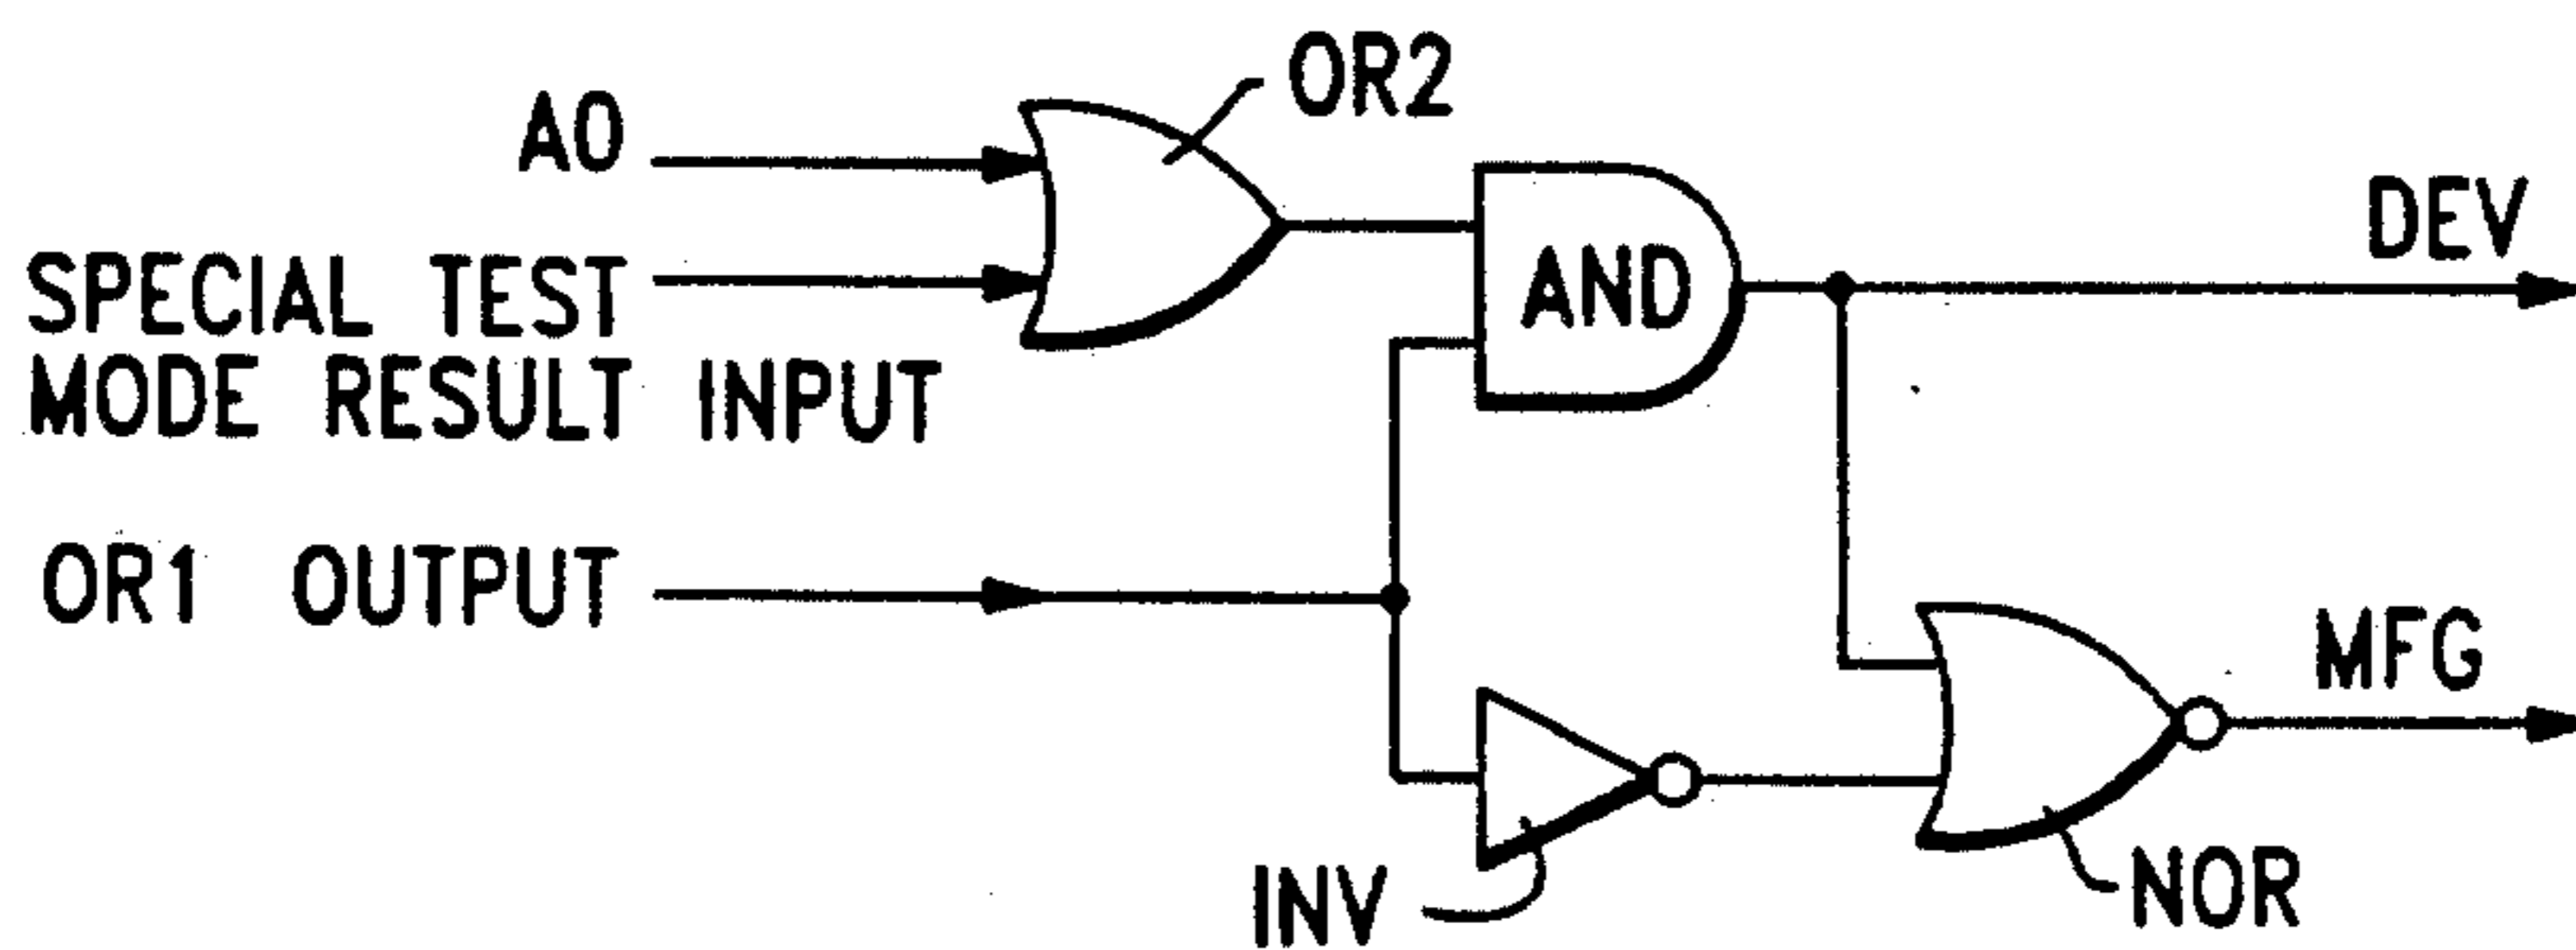 OR2
A0
AND
DEV
SPECIAL TEST
MODE RESULT INPUT
OR1 OUTPUT
MFG
INV
NOR